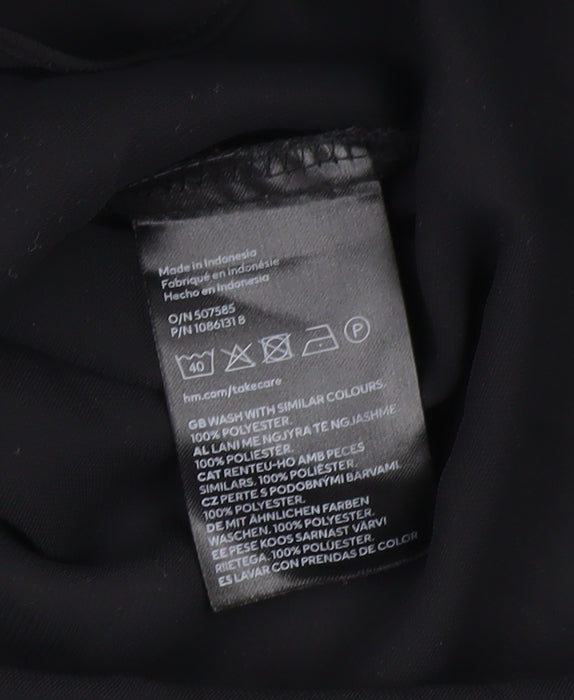 Made in Indonesia
Fabriqué en Indonésie
Hecho en Indonesia
O/N 507585
P/N 1086131 8
40
P
hm.com/takecare
GB WASH WITH SIMILAR COLOURS.
100% POLYESTER.
AL LANI ME NGJYRA TË NGJASHME
100% POLIESTER.
CAT RENTEU-HO AMB PECES
SIMILARS. 100% POLIÈSTER.
CZ PERTE S PODOBNÝMI BARVAMI.
100% POLYESTER.
DE MIT ÄHNLICHEN FARBEN
WASCHEN. 100% POLYESTER.
EE PESE KOOS SARNAST VÄRVI
RIIETEGA. 100% POLÜESTER.
ES LAVAR CON PRENDAS DE COLOR